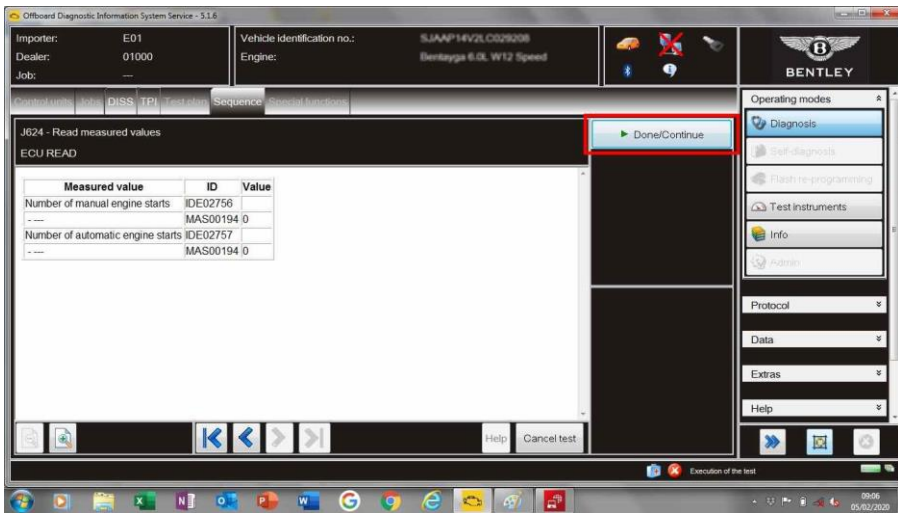 Offboard Diagnostic Information System Service - 5.1.6
Importer: E01
Dealer: 01000
Job: ---
Vehicle identification no.:
Engine: Bentayga 6.0L W12 Speed
B
BENTLEY
Control units Jobs DISS TPI Test plan Sequence Special functions
J624 - Read measured values
ECU READ
Done/Continue
Measured value ID Value
Number of manual engine starts IDE02756
- --- MAS00194 0
Number of automatic engine starts IDE02757
- --- MAS00194 0
Help Cancel test
Operating modes
Diagnosis
Self-diagnosis
Flash re-programming
Test instruments
Info
Admin
Protocol
Data
Extras
Help
Execution of the test
09:06
05/02/2020